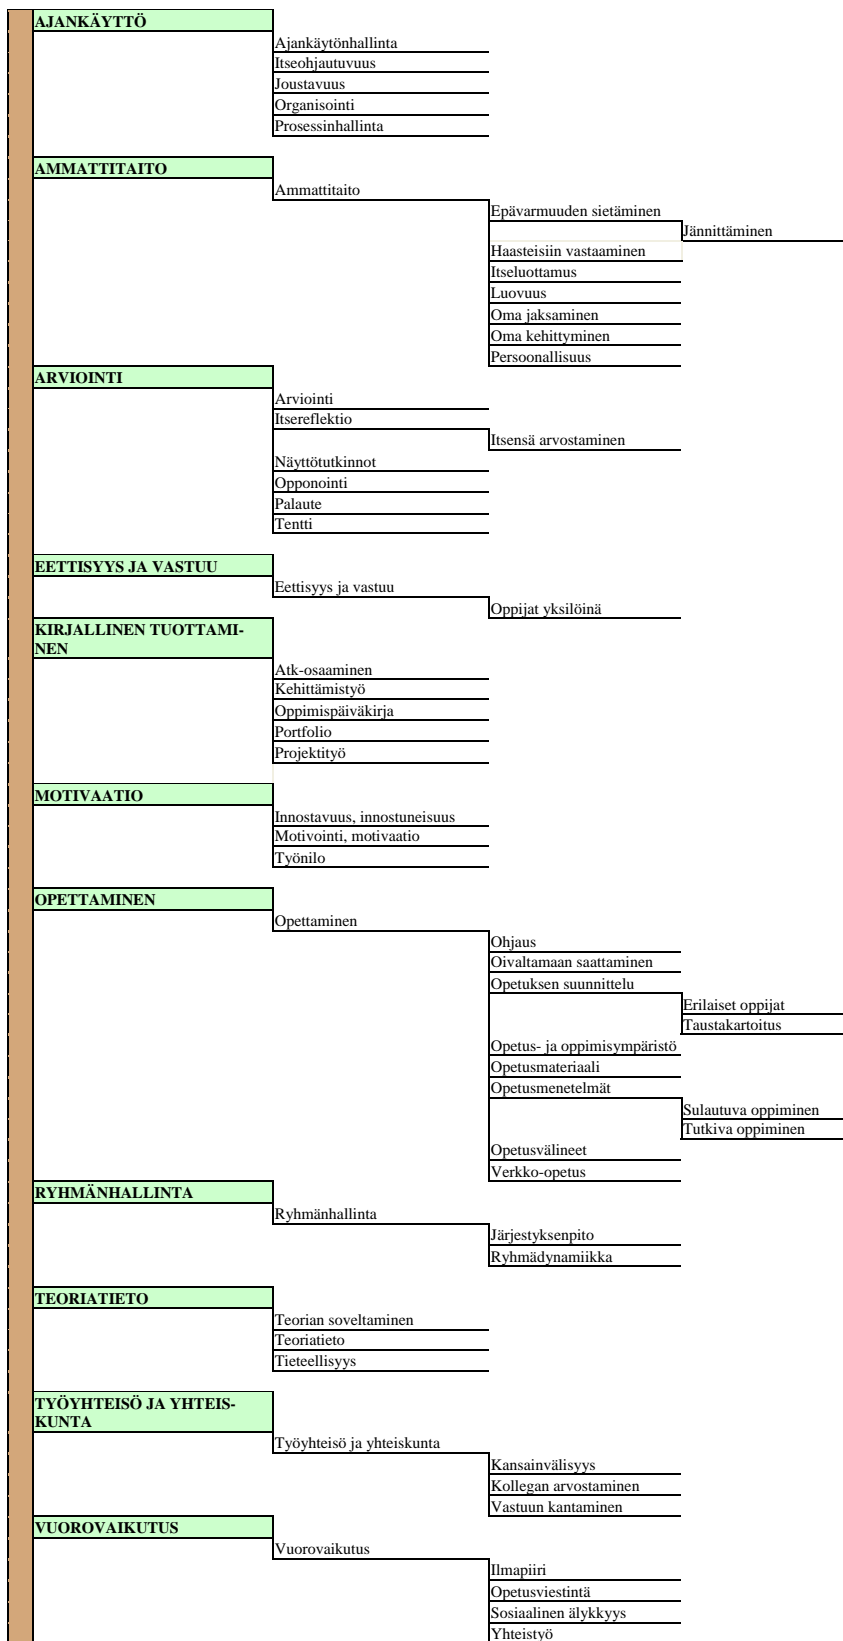 AJANKÄYTTÖ
Ajankäytönhallinta
Itseohjautuvuus
Joustavuus
Organisointi
Prosessinhallinta
AMMATTITAITO
Ammattitaito
Epävarmuuden sietäminen
Jännittäminen
Haasteisiin vastaaminen
Itseluottamus
Luovuus
Oma jaksaminen
Oma kehittyminen
Persoonallisuus
ARVIOINTI
Arviointi
Itsereflektio
Itsensä arvostaminen
Näyttötutkinnot
Opponointi
Palaute
Tentti
EETTISYYS JA VASTUU
Eettisyys ja vastuu
Oppijat yksilöinä
KIRJALLINEN TUOTTAMI-
NEN
Atk-osaaminen
Kehittämistyö
Oppimispäiväkirja
Portfolio
Projektityö
MOTIVAATIO
Innostavuus, innostuneisuus
Motivointi, motivaatio
Työnilo
OPETTAMINEN
Opettaminen
Ohjaus
Oivaltamaan saattaminen
Opetuksen suunnittelu
Erilaiset oppijat
Taustakartoitus
Opetus- ja oppimisympäristö
Opetusmateriaali
Opetusmenetelmät
Sulautuva oppiminen
Tutkiva oppiminen
Opetusvälineet
Verkko-opetus
RYHMÄNHALLINTA
Ryhmänhallinta
Järjestyksenpito
Ryhmädynamiikka
TEORIATIETO
Teorian soveltaminen
Teoriatieto
Tieteellisyys
TYÖYHTEISÖ JA YHTEIS-
KUNTA
Työyhteisö ja yhteiskunta
Kansainvälisyys
Kollegan arvostaminen
Vastuun kantaminen
VUOROVAIKUTUS
Vuorovaikutus
Ilmapiiri
Opetusviestintä
Sosiaalinen älykkyys
Yhteistyö